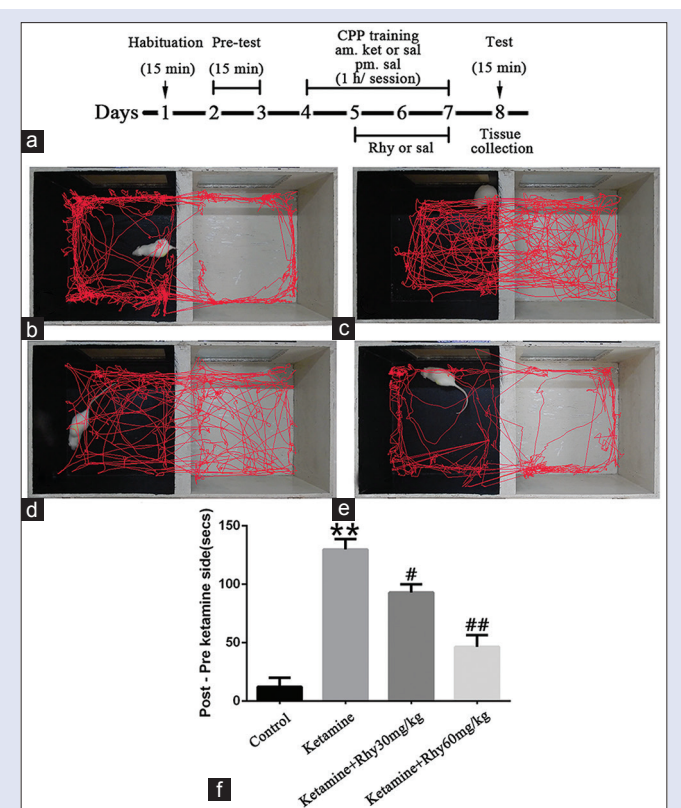 Habituation Pre-test CPP training Test
am. ket or sal
(15 min) (15 min) pm. sal (15 min)
(1 h/ session)
Days 1 2 3 4 5 6 7 8
Rhy or sal Tissue
collection
a
b
c
d
e
Post - Pre ketamine side(secs)
150
**
100
#
50
##
0
Control
Ketamine
Ketamine+Rhy30mg/kg
Ketamine+Rhy60mg/kg
f